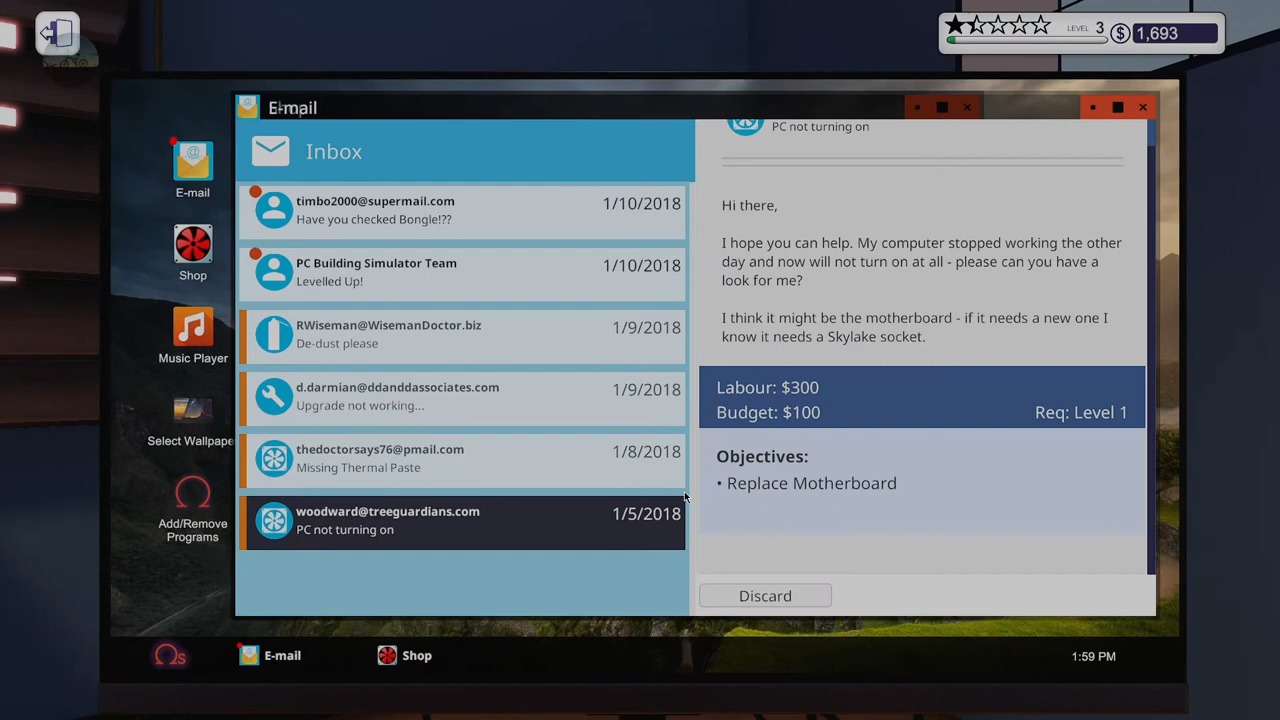 LEVEL 3
$ 1,693
E-mail
Inbox
timbo2000@supermail.com
Have you checked Bongle!??
1/10/2018
PC Building Simulator Team
Levelled Up!
1/10/2018
RWiseman@WisemanDoctor.biz
De-dust please
1/9/2018
d.darmian@ddanddassociates.com
Upgrade not working...
1/9/2018
thedoctorsays76@pmail.com
Missing Thermal Paste
1/8/2018
woodward@treeguardians.com
PC not turning on
1/5/2018
PC not turning on
Hi there,
I hope you can help. My computer stopped working the other
day and now will not turn on at all - please can you have a
look for me?
I think it might be the motherboard - if it needs a new one I
know it needs a Skylake socket.
Labour: $300
Budget: $100
Req: Level 1
Objectives:
• Replace Motherboard
Discard
E-mail
Shop
Music Player
Select Wallpape
Add/Remove
Programs
Ωs
E-mail
Shop
1:59 PM